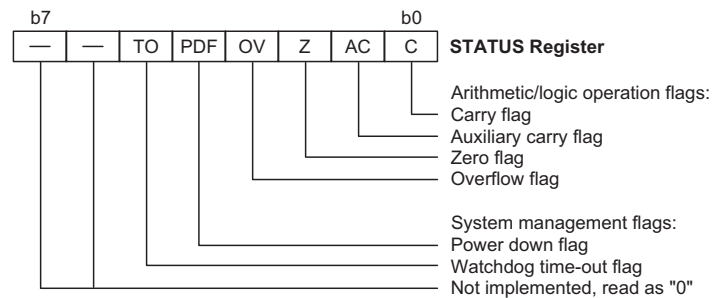 b7 b0
— — TO PDF OV Z AC C STATUS Register
Arithmetic/logic operation flags:
Carry flag
Auxiliary carry flag
Zero flag
Overflow flag
System management flags:
Power down flag
Watchdog time-out flag
Not implemented, read as "0"